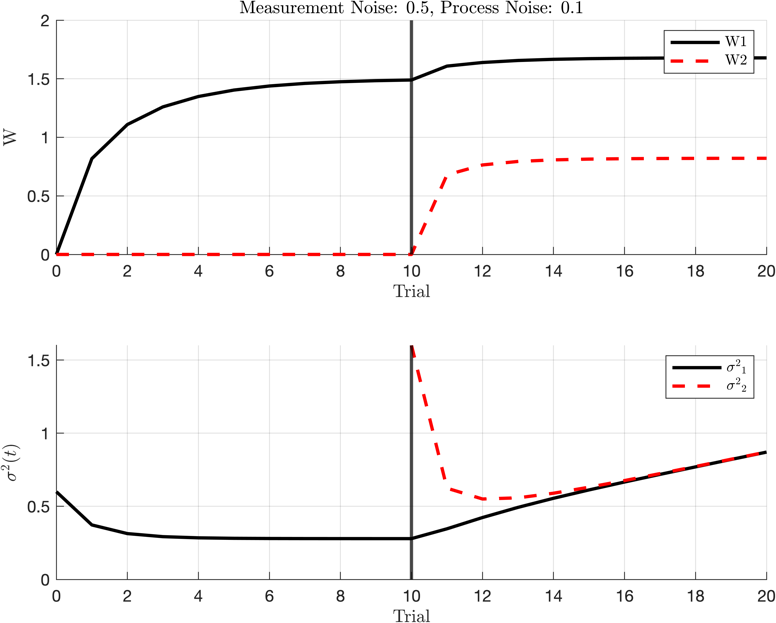 Measurement Noise: 0.5, Process Noise: 0.1
2
1.5
1
0.5
0
W
W1
W2
0 2 4 6 8 10 12 14 16 18 20
Trial
1.5
1
0.5
0
σ²(t)
σ²₁
σ²₂
0 2 4 6 8 10 12 14 16 18 20
Trial